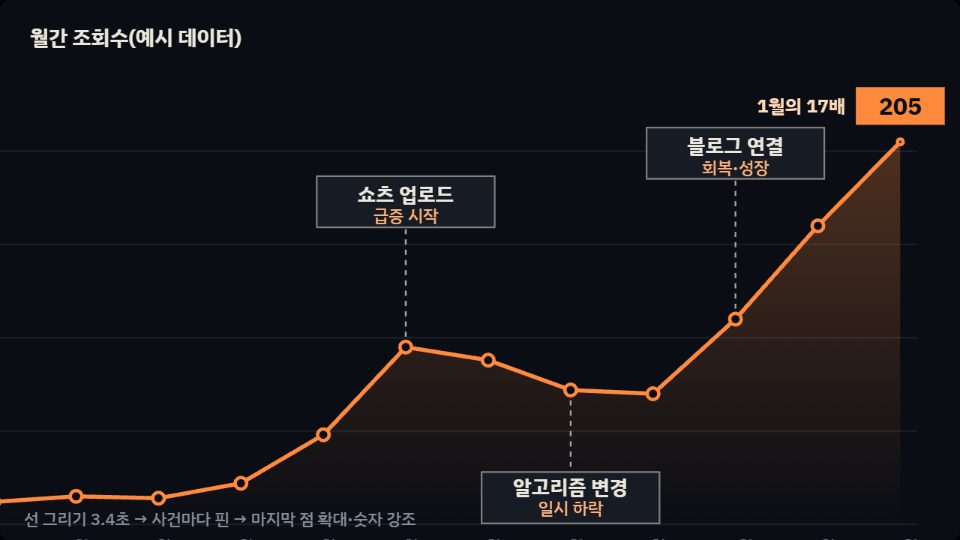 월간 조회수(예시 데이터)
1월의 17배 205
블로그 연결
회복·성장
쇼츠 업로드
급증 시작
알고리즘 변경
일시 하락
선 그리기 3.4초 → 사건마다 핀 → 마지막 점 확대·숫자 강조